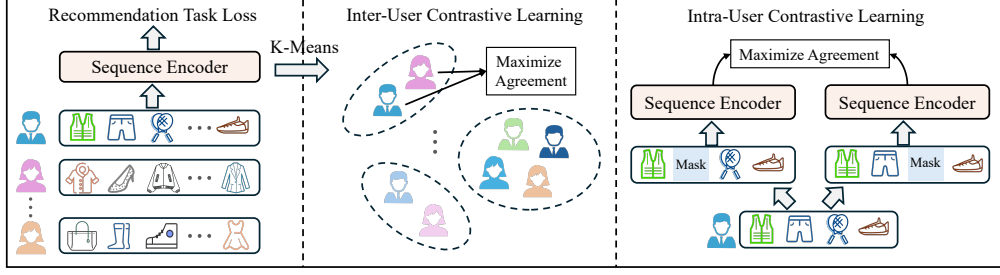 Recommendation Task Loss
Sequence Encoder
K-Means
Inter-User Contrastive Learning
Maximize
Agreement
Intra-User Contrastive Learning
Maximize Agreement
Sequence Encoder
Sequence Encoder
Mask
Mask